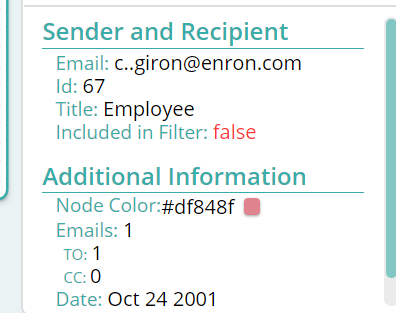 Sender and Recipient
Email: c..giron@enron.com
Id: 67
Title: Employee
Included in Filter: false
Additional Information
Node Color:#df848f
Emails: 1
TO: 1
CC: 0
Date: Oct 24 2001